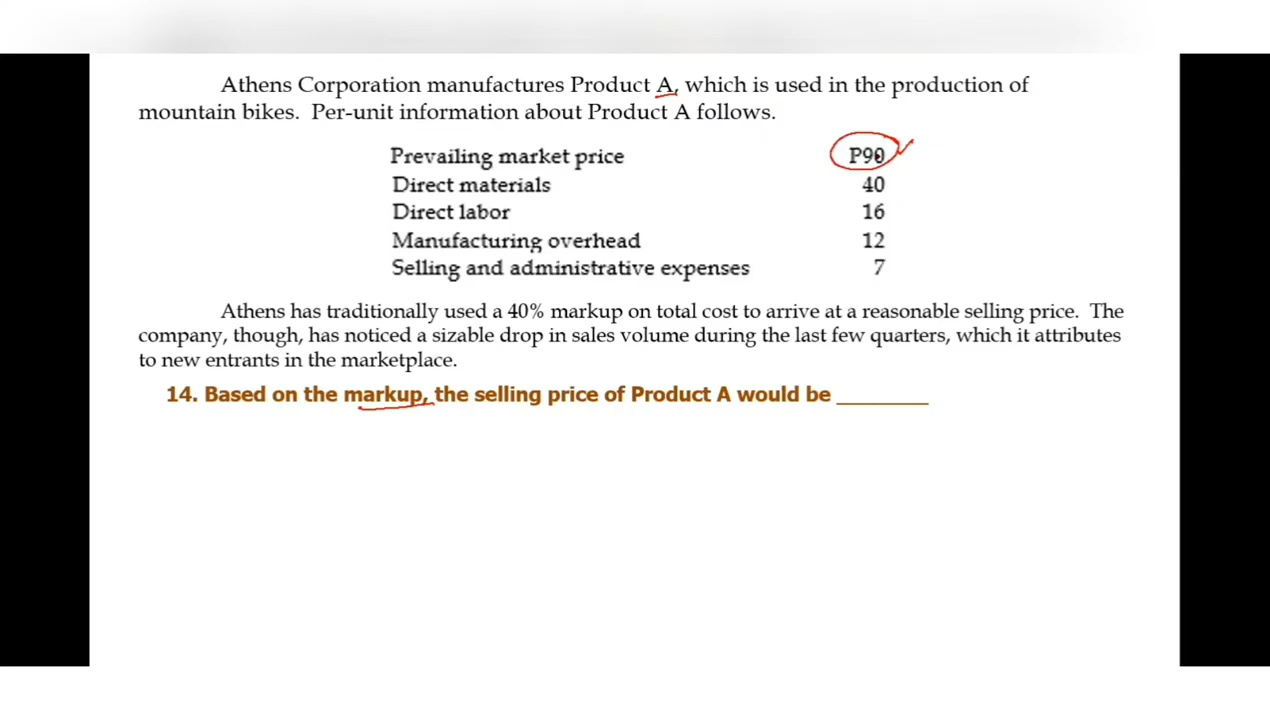 Athens Corporation manufactures Product A, which is used in the production of
mountain bikes. Per-unit information about Product A follows.
Prevailing market price P90
Direct materials 40
Direct labor 16
Manufacturing overhead 12
Selling and administrative expenses 7
Athens has traditionally used a 40% markup on total cost to arrive at a reasonable selling price. The
company, though, has noticed a sizable drop in sales volume during the last few quarters, which it attributes
to new entrants in the marketplace.
14. Based on the markup, the selling price of Product A would be ________